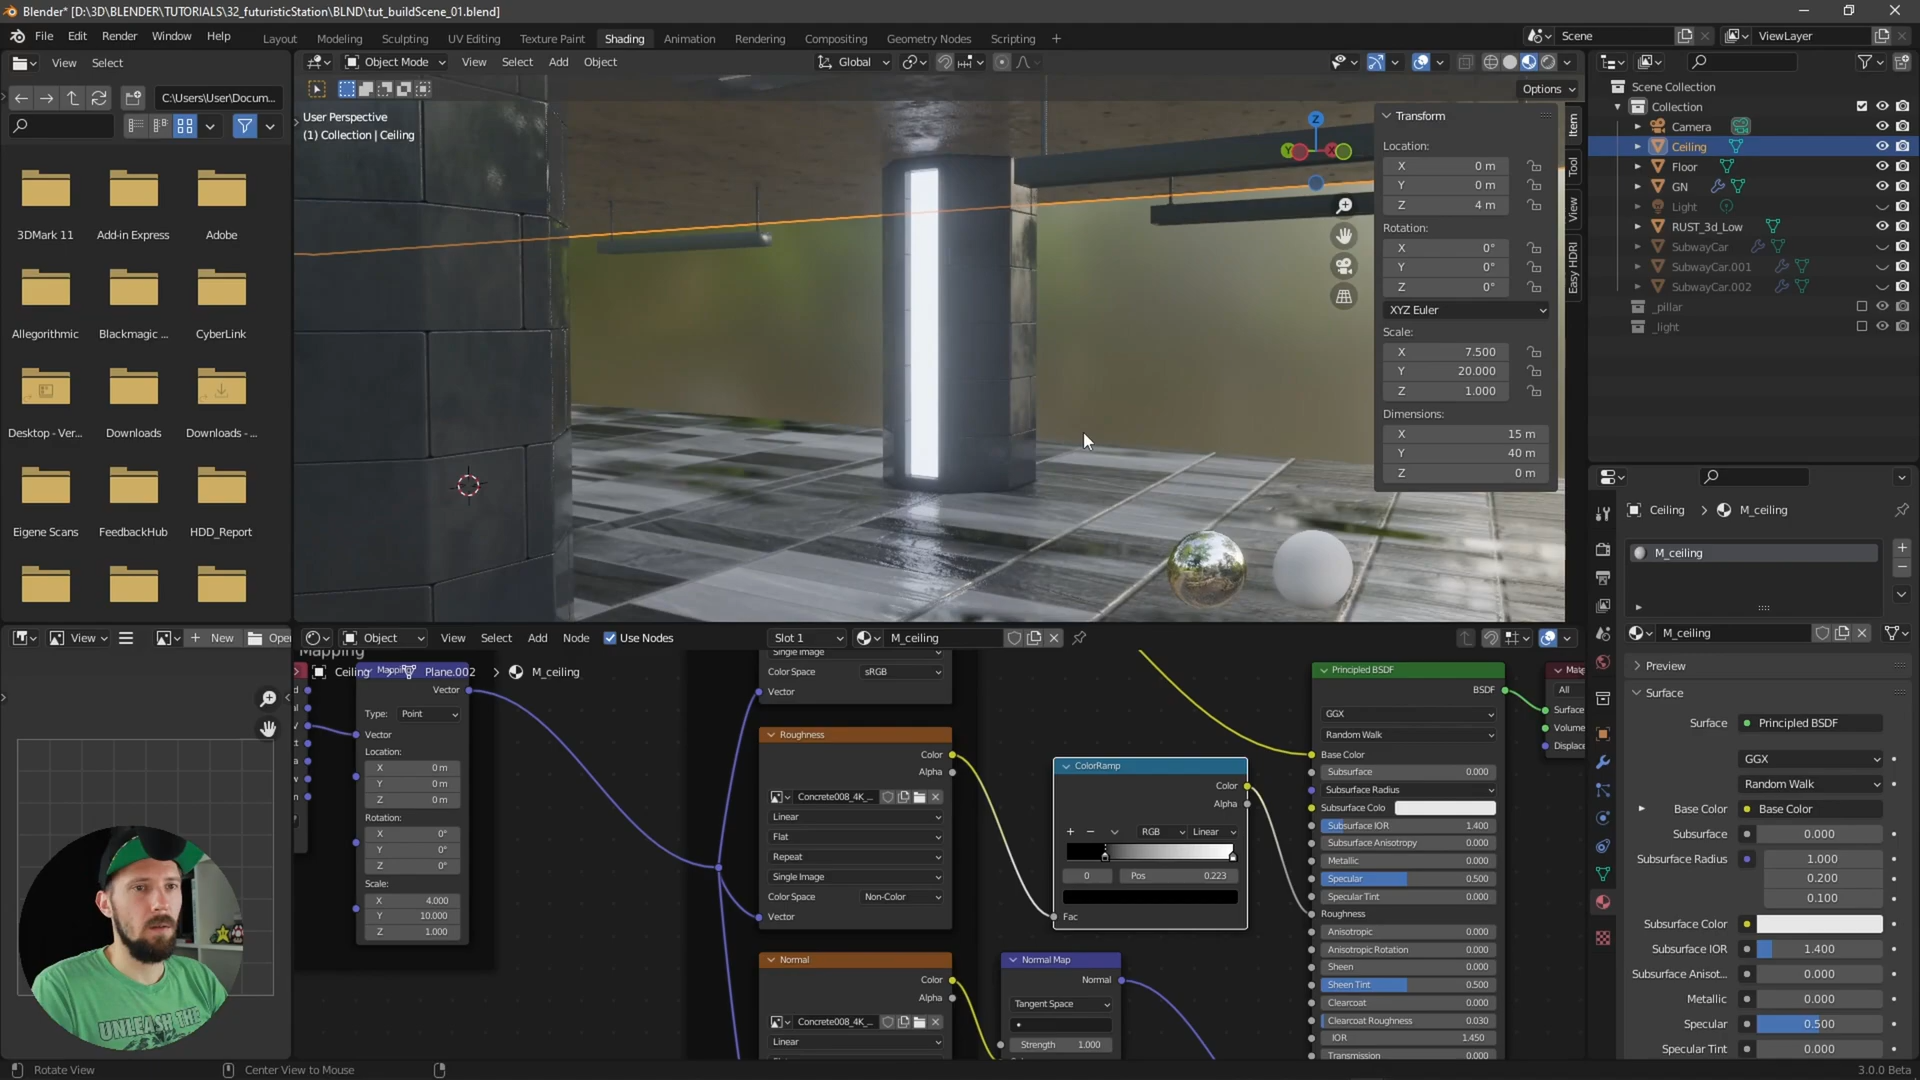 Blender* [D:\3D\BLENDER\TUTORIALS\32_futuristicStation\BLND\tut_buildScene_01.blend]
File Edit Render Window Help
Layout Modeling Sculpting UV Editing Texture Paint Shading Animation Rendering Compositing Geometry Nodes Scripting +
Scene
ViewLayer
View Select
C:\Users\User\Docum...
3DMark 11
Add-in Express
Adobe
Allegorithmic
Blackmagic ...
CyberLink
Desktop - Ver...
Downloads
Downloads - ...
Eigene Scans
FeedbackHub
HDD_Report
Object Mode
View Select Add Object
Global
Options
User Perspective
(1) Collection | Ceiling
Z
Transform
Location:
X 0 m
Y 0 m
Z 4 m
Rotation:
X 0°
Y 0°
Z 0°
XYZ Euler
Scale:
X 7.500
Y 20.000
Z 1.000
Dimensions:
X 15 m
Y 40 m
Z 0 m
Item
Tool
View
Easy HDRI
Scene Collection
Collection
Camera
Ceiling
Floor
GN
Light
RUST_3d_Low
SubwayCar
SubwayCar.001
SubwayCar.002
_pillar
_light
View
New
Open
Object
View Select Add Node
Use Nodes
Slot 1
M_ceiling
Mapping
Ceiling
Plane.002
M_ceiling
Mapping
Vector
Type: Point
Vector
Location:
X 0 m
Y 0 m
Z 0 m
Rotation:
X 0°
Y 0°
Z 0°
Scale:
X 4.000
Y 10.000
Z 1.000
Single Image
Color Space sRGB
Vector
Roughness
Color
Alpha
Concrete008_4K_...
Linear
Flat
Repeat
Single Image
Color Space Non-Color
Vector
Normal
Color
Alpha
Concrete008_4K_...
Linear
ColorRamp
Color
Alpha
RGB Linear
0 Pos 0.223
Fac
Normal Map
Normal
Tangent Space
Strength 1.000
Principled BSDF
BSDF
GGX
Random Walk
Base Color
Subsurface 0.000
Subsurface Radius
Subsurface Colo
Subsurface IOR 1.400
Subsurface Anisotropy 0.000
Metallic 0.000
Specular 0.500
Specular Tint 0.000
Roughness
Anisotropic 0.000
Anisotropic Rotation 0.000
Sheen 0.000
Sheen Tint 0.500
Clearcoat 0.000
Clearcoat Roughness 0.030
IOR 1.450
Transmission 0.000
All
Surface
Volume
Displac
Ceiling > M_ceiling
M_ceiling
M_ceiling
Preview
Surface
Surface Principled BSDF
GGX
Random Walk
Base Color Base Color
Subsurface 0.000
Subsurface Radius 1.000
0.200
0.100
Subsurface Color
Subsurface IOR 1.400
Subsurface Anisot... 0.000
Metallic 0.000
Specular 0.500
Specular Tint 0.000
UNLEASH THE
Rotate View
Center View to Mouse
3.0.0 Beta